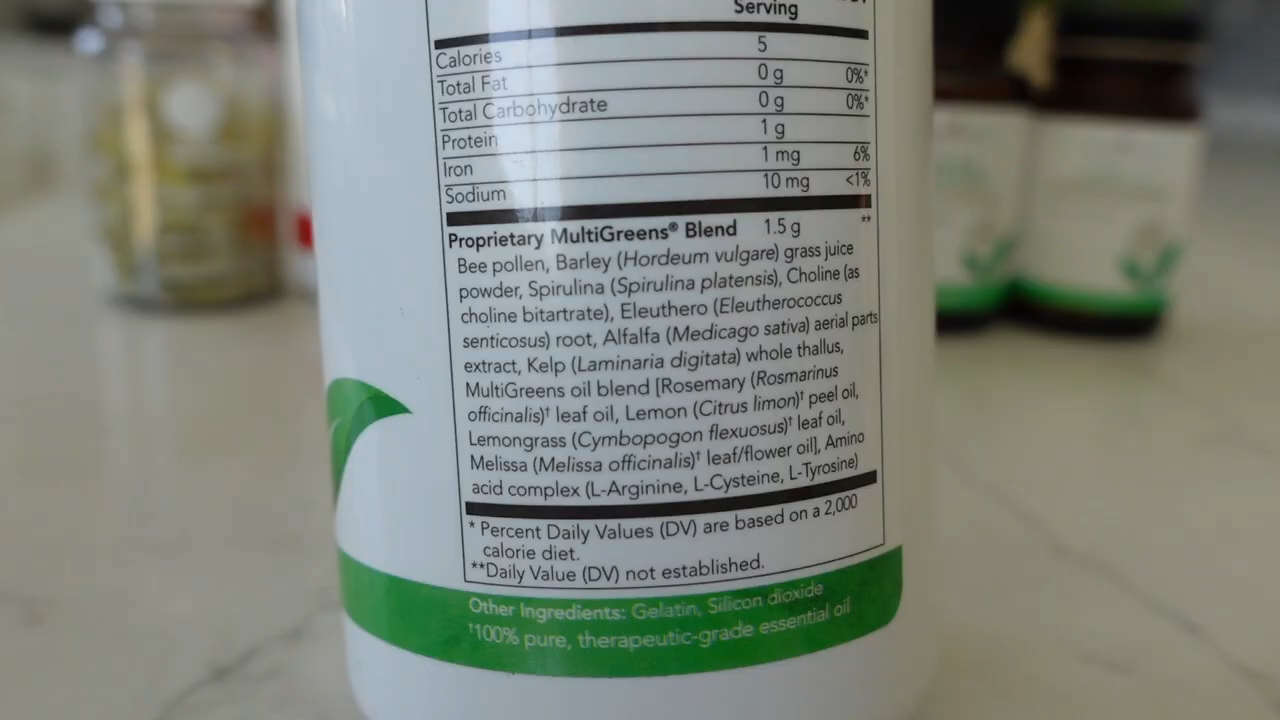 Serving
Calories 5
Total Fat 0 g 0%*
Total Carbohydrate 0 g 0%*
Protein 1 g
Iron 1 mg 6%
Sodium 10 mg <1%
Proprietary MultiGreens® Blend 1.5 g **
Bee pollen, Barley (Hordeum vulgare) grass juice
powder, Spirulina (Spirulina platensis), Choline (as
choline bitartrate), Eleuthero (Eleutherococcus
senticosus) root, Alfalfa (Medicago sativa) aerial parts
extract, Kelp (Laminaria digitata) whole thallus,
MultiGreens oil blend [Rosemary (Rosmarinus
officinalis)† leaf oil, Lemon (Citrus limon)† peel oil,
Lemongrass (Cymbopogon flexuosus)† leaf oil,
Melissa (Melissa officinalis)† leaf/flower oil], Amino
acid complex (L-Arginine, L-Cysteine, L-Tyrosine)
* Percent Daily Values (DV) are based on a 2,000
calorie diet.
**Daily Value (DV) not established.
Other Ingredients: Gelatin, Silicon dioxide
†100% pure, therapeutic-grade essential oil